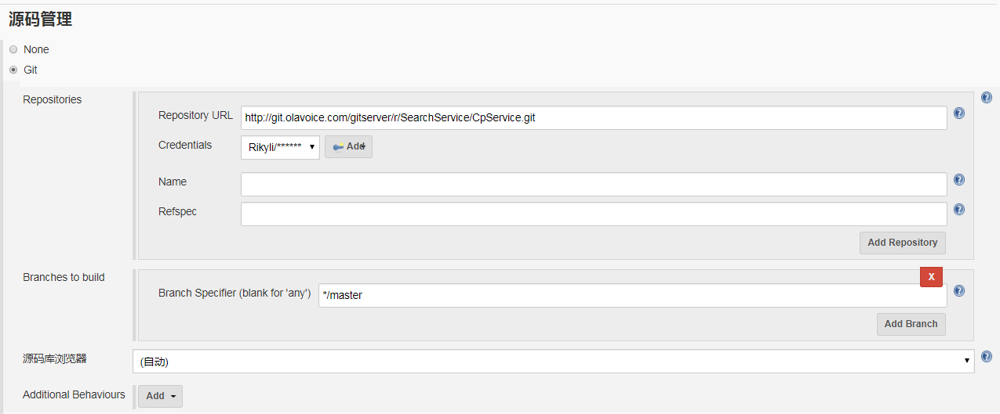 源码管理
None
Git
Repositories
Repository URL http://git.olavoice.com/gitserver/r/SearchService/CpService.git
Credentials Rikyli/****** Add
Name
Refspec
Add Repository
Branches to build
X
Branch Specifier (blank for 'any') */master
Add Branch
源码库浏览器 (自动)
Additional Behaviours Add